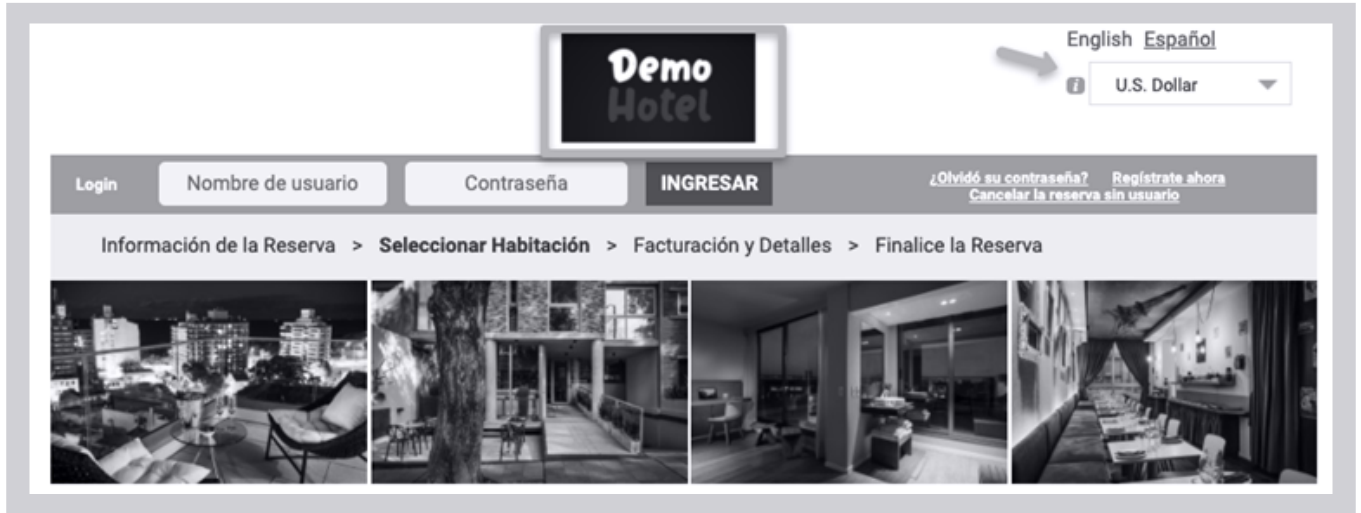 English Español
Demo
Hotel
i U.S. Dollar
Login Nombre de usuario Contraseña INGRESAR ¿Olvidó su contraseña? Regístrate ahora
Cancelar la reserva sin usuario
Información de la Reserva > Seleccionar Habitación > Facturación y Detalles > Finalice la Reserva